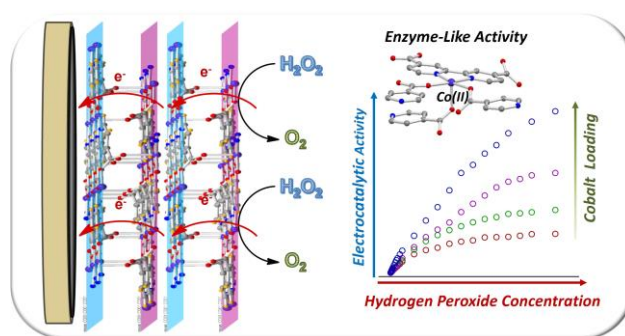 e⁻
e⁻
H₂O₂
O₂
e⁻
e⁻
H₂O₂
O₂
Enzyme-Like Activity
Co(II)
Electrocatalytic Activity
Cobalt Loading
Hydrogen Peroxide Concentration